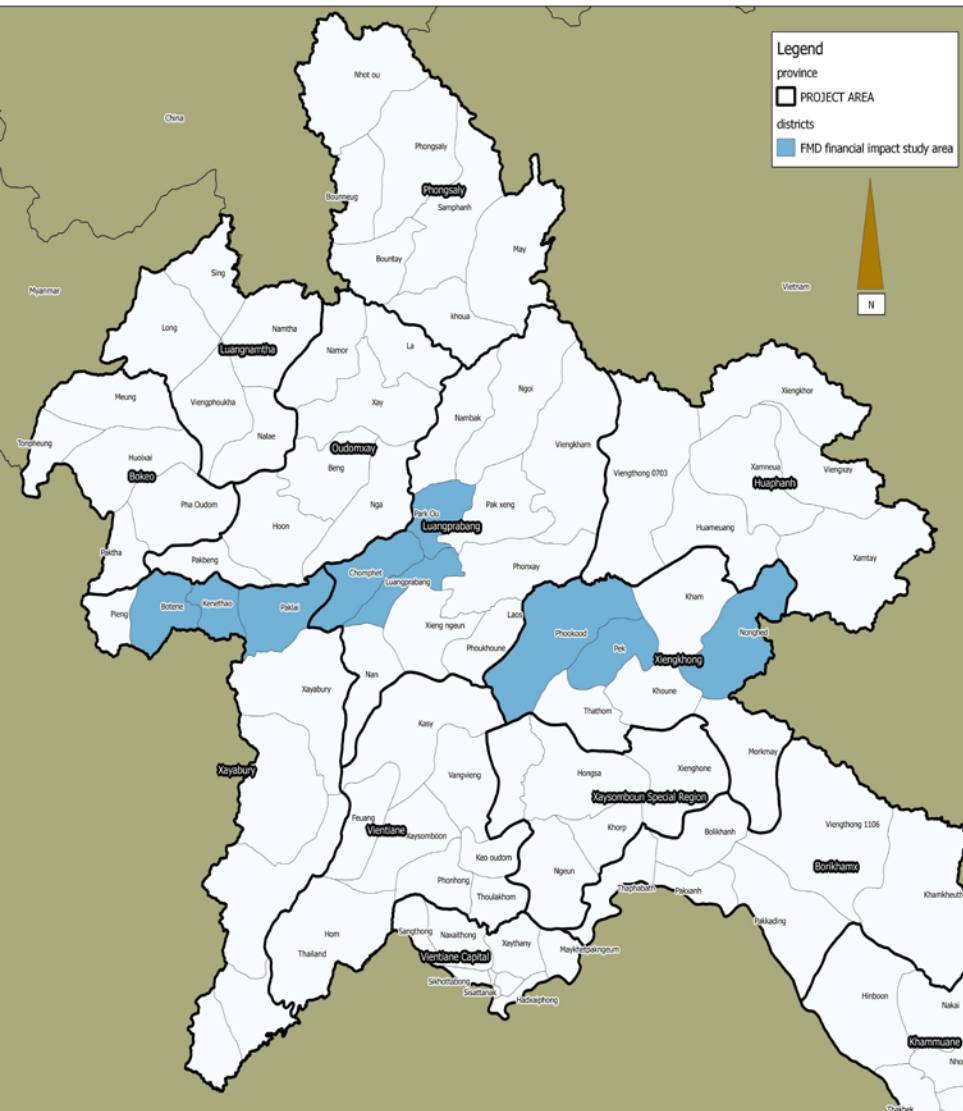 Legend
province
PROJECT AREA
districts
FMD financial impact study area
N
China
Myanmar
Vietnam
Nhot ou
Phongsaly
Bounneug
Phongsaly
Samphanh
May
Bountay
khoua
Sing
Long
Namtha
Luangnamtha
Viengphoukha
Nalae
Namor
La
Xay
Oudomxay
Beng
Nga
Hoon
Pakbeng
Meung
Tonpheung
Huoixai
Bokeo
Pha Oudom
Paktha
Ngoi
Nambak
Viengkham
Park Ou
Pak xeng
Luangprabang
Chomphet
Luangprabang
Phonxay
Xieng ngeun
Phoukhoune
Nan
Laos
Xiengkhor
Viengthong 0703
Xamneua
Viengxay
Huaphanh
Huameuang
Xamtay
Kham
Nonghed
Phookood
Pek
Xiengkhong
Khoune
Thathom
Morkmay
Pieng
Botene
Kenethao
Paklai
Xayabury
Xayabury
Kasy
Vangvieng
Feuang
Vientiane
Xaysomboon
Keo oudom
Phonhong
Thoulakhom
Hom
Thailand
Hongsa
Xienghone
Xaysomboun Special Region
Khorp
Ngeun
Bolikhanh
Viengthong 1106
Borikhamx
Khamkheuth
Thaphabath
Pakxanh
Pakkading
Sangthong
Naxaithong
Xaythany
Maykhetpakngeum
Vientiane Capital
Sikhottabong
Sisattanak
Hadxaiphong
Hinboon
Nakai
Khammuane
Nho
Thakhek